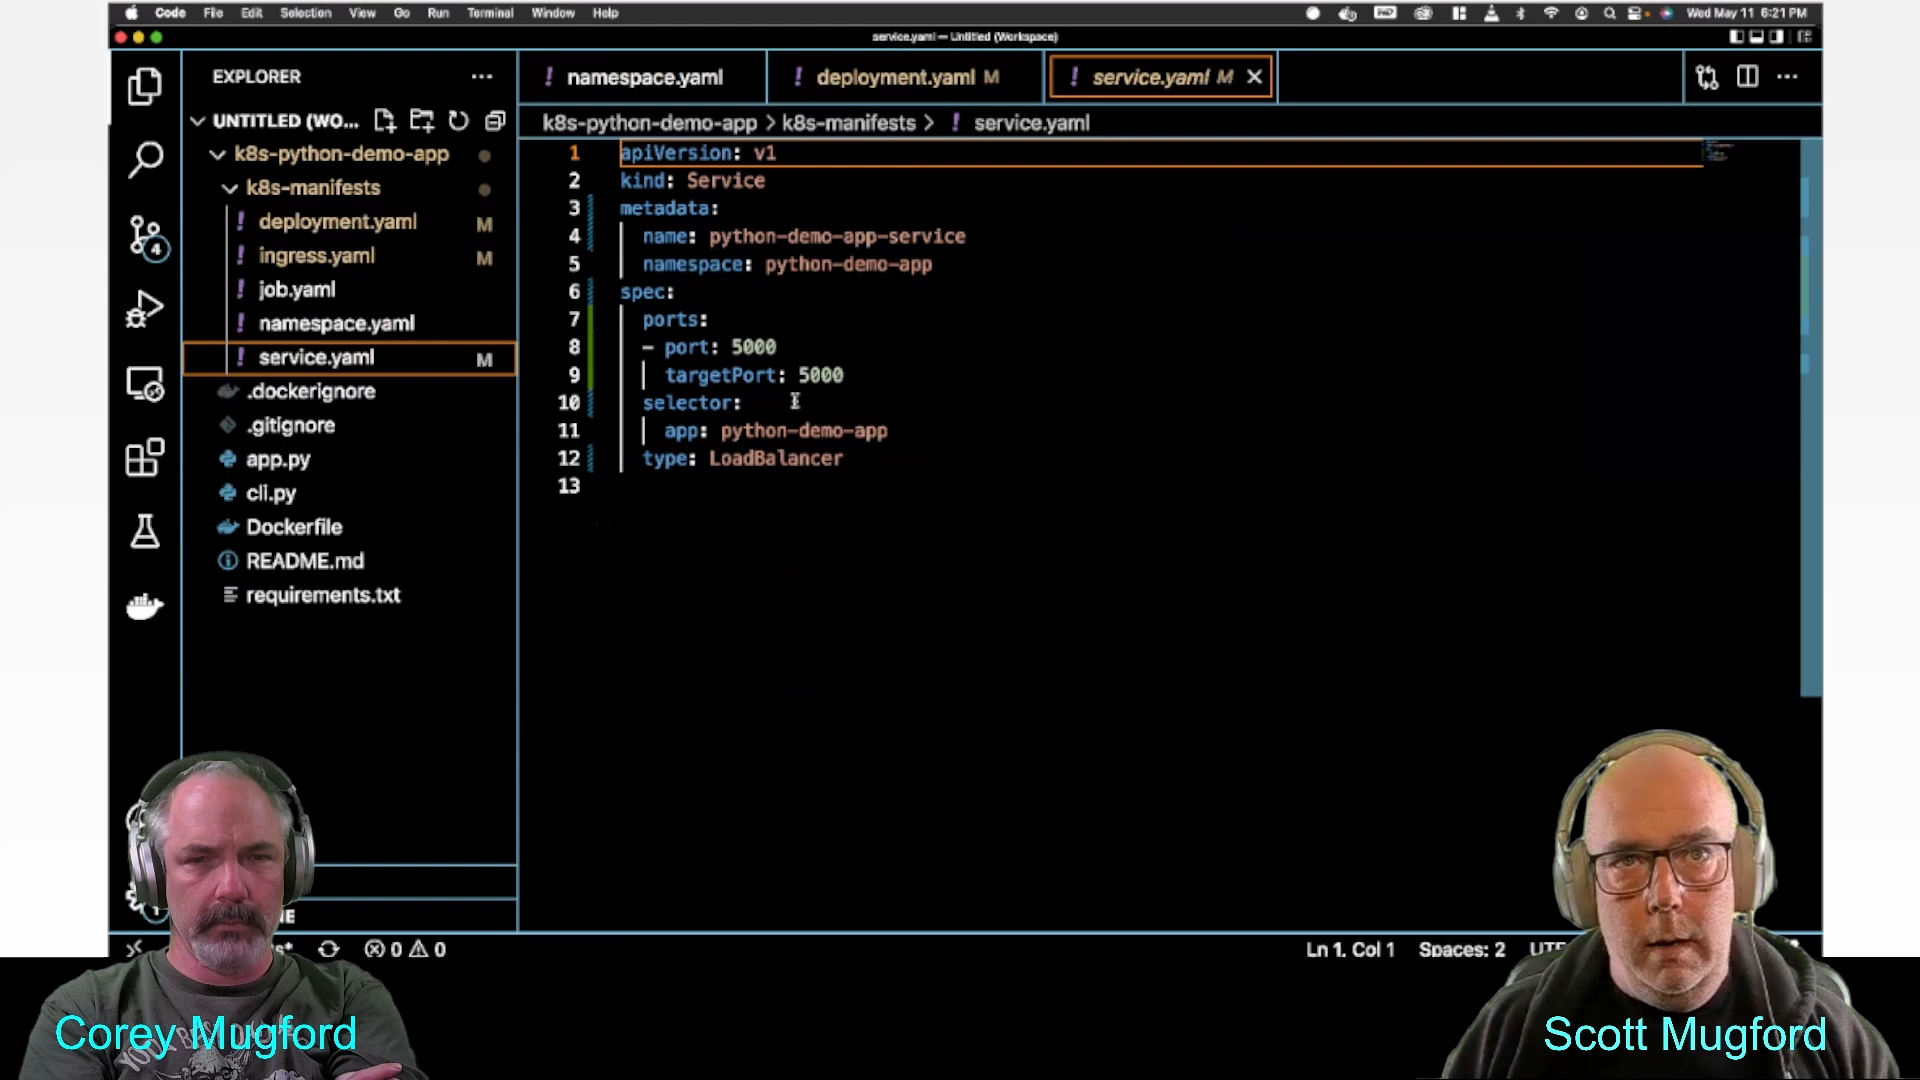 Code File Edit Selection View Go Run Terminal Window Help
Wed May 11 6:21 PM
service.yaml — Untitled (Workspace)
EXPLORER
namespace.yaml
deployment.yaml M
service.yaml M
UNTITLED (WO...
k8s-python-demo-app > k8s-manifests > ! service.yaml
k8s-python-demo-app
k8s-manifests
! deployment.yaml M
! ingress.yaml M
! job.yaml
! namespace.yaml
! service.yaml M
.dockerignore
.gitignore
app.py
cli.py
Dockerfile
README.md
requirements.txt
4
1 apiVersion: v1
2 kind: Service
3 metadata:
4 name: python-demo-app-service
5 namespace: python-demo-app
6 spec:
7 ports:
8 - port: 5000
9 targetPort: 5000
10 selector:
11 app: python-demo-app
12 type: LoadBalancer
13
0 0
Ln 1, Col 1 Spaces: 2
Corey Mugford
Scott Mugford